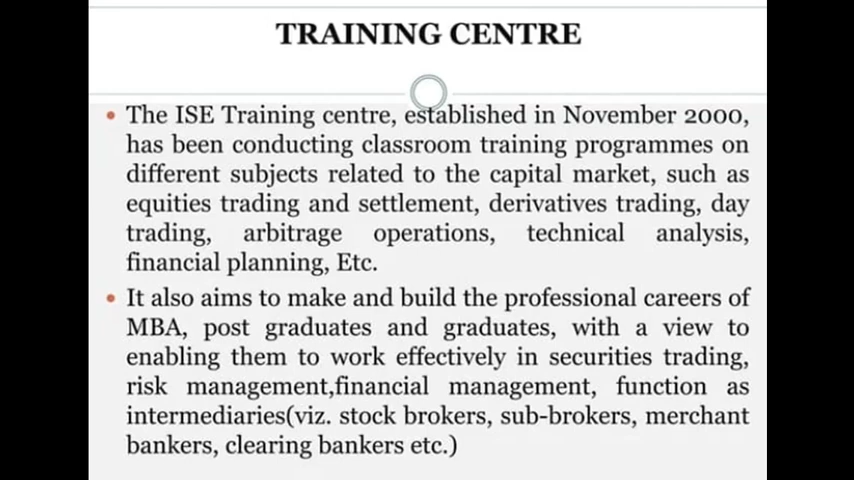 TRAINING CENTRE
• The ISE Training centre, established in November 2000,
has been conducting classroom training programmes on
different subjects related to the capital market, such as
equities trading and settlement, derivatives trading, day
trading, arbitrage operations, technical analysis,
financial planning, Etc.
• It also aims to make and build the professional careers of
MBA, post graduates and graduates, with a view to
enabling them to work effectively in securities trading,
risk management,financial management, function as
intermediaries(viz. stock brokers, sub-brokers, merchant
bankers, clearing bankers etc.)